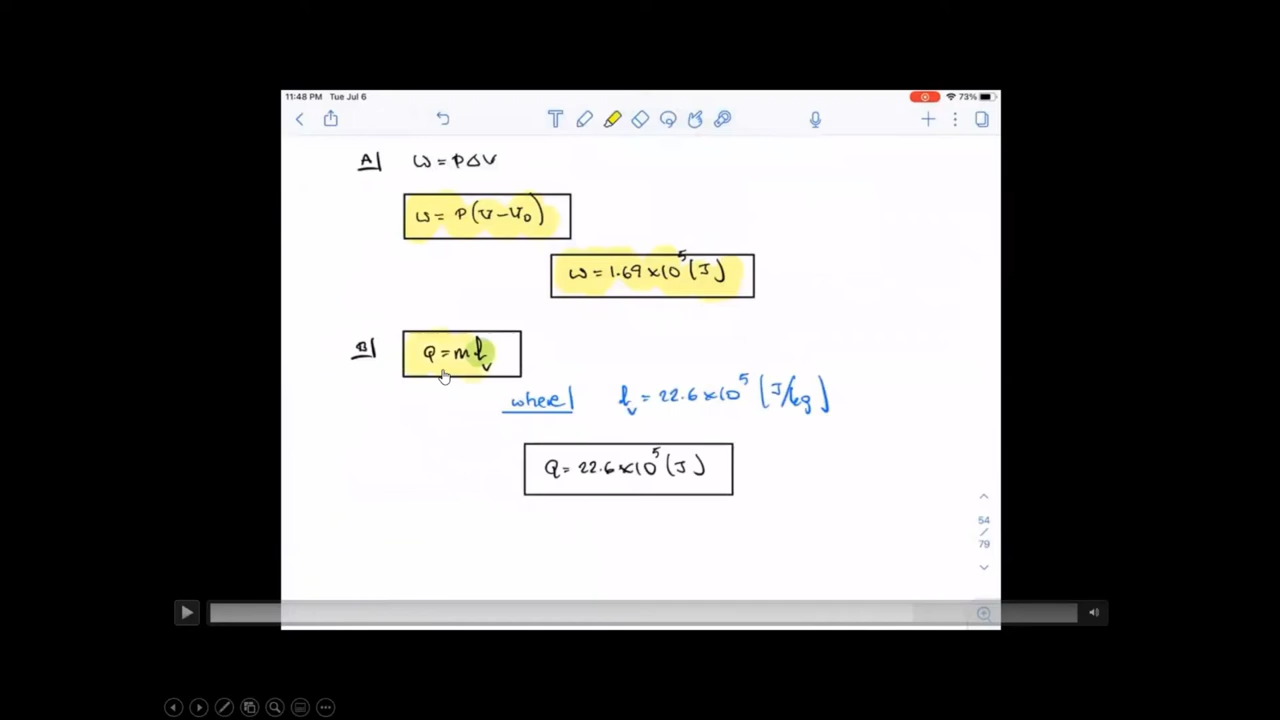 11:48 PM Tue Jul 6
73%
A| W = P∆V
W = P(V-V₀)
W = 1.69×10⁵ (J)
B| Q = mℓᵥ
where| ℓᵥ = 22.6×10⁵ (J/kg)
Q = 22.6×10⁵ (J)
54
/
79